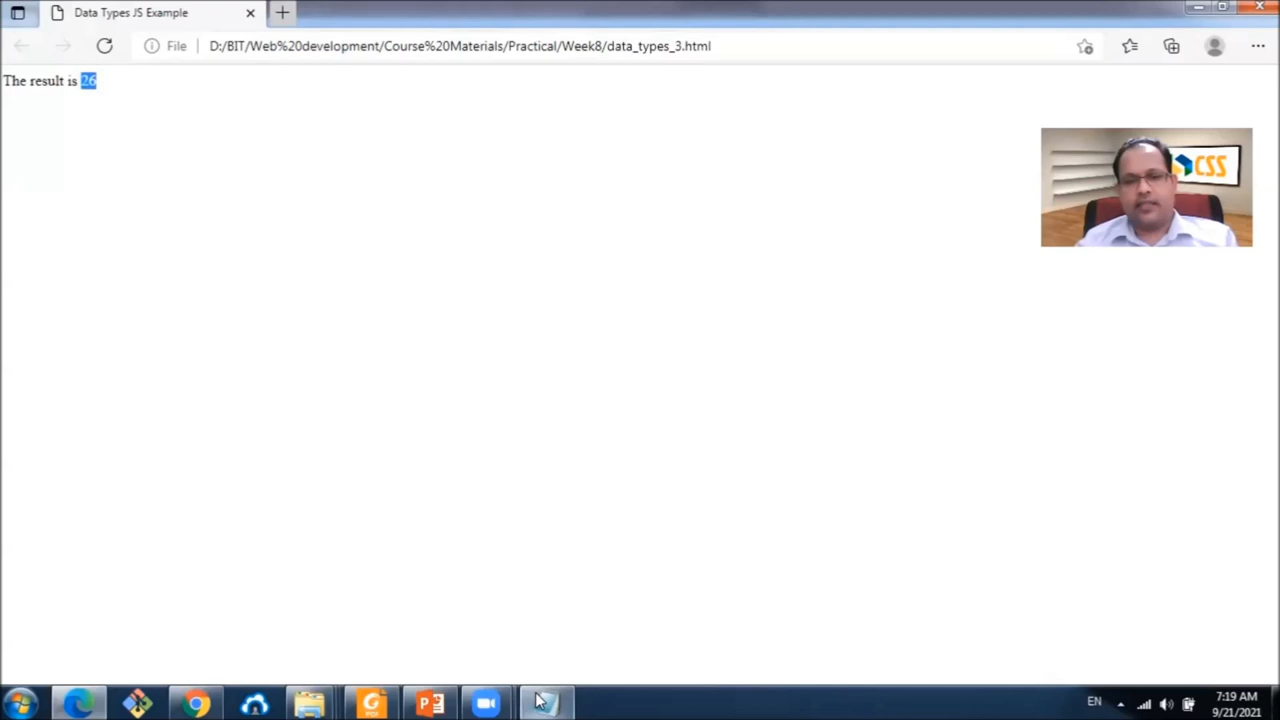 Data Types JS Example
File
D:/BIT/Web%20development/Course%20Materials/Practical/Week8/data_types_3.html
The result is 26
CSS
EN
7:19 AM
9/21/2021